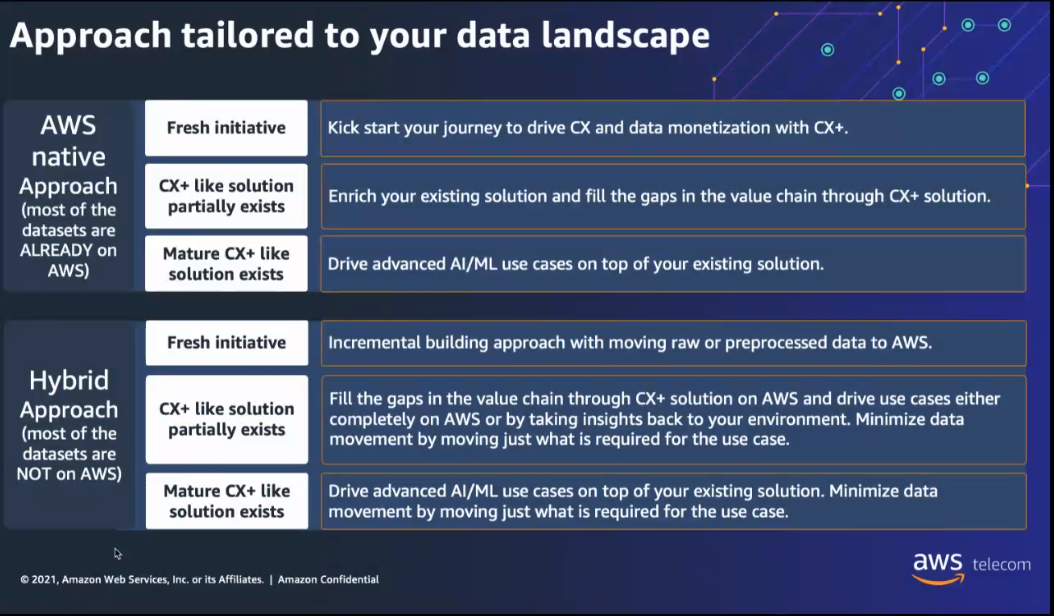 Approach tailored to your data landscape
AWS
native
Approach
(most of the
datasets are
ALREADY on
AWS)
Fresh initiative
Kick start your journey to drive CX and data monetization with CX+.
CX+ like solution
partially exists
Enrich your existing solution and fill the gaps in the value chain through CX+ solution.
Mature CX+ like
solution exists
Drive advanced AI/ML use cases on top of your existing solution.
Hybrid
Approach
(most of the
datasets are
NOT on AWS)
Fresh initiative
Incremental building approach with moving raw or preprocessed data to AWS.
CX+ like solution
partially exists
Fill the gaps in the value chain through CX+ solution on AWS and drive use cases either
completely on AWS or by taking insights back to your environment. Minimize data
movement by moving just what is required for the use case.
Mature CX+ like
solution exists
Drive advanced AI/ML use cases on top of your existing solution. Minimize data
movement by moving just what is required for the use case.
© 2021, Amazon Web Services, Inc. or its Affiliates. | Amazon Confidential
aws telecom